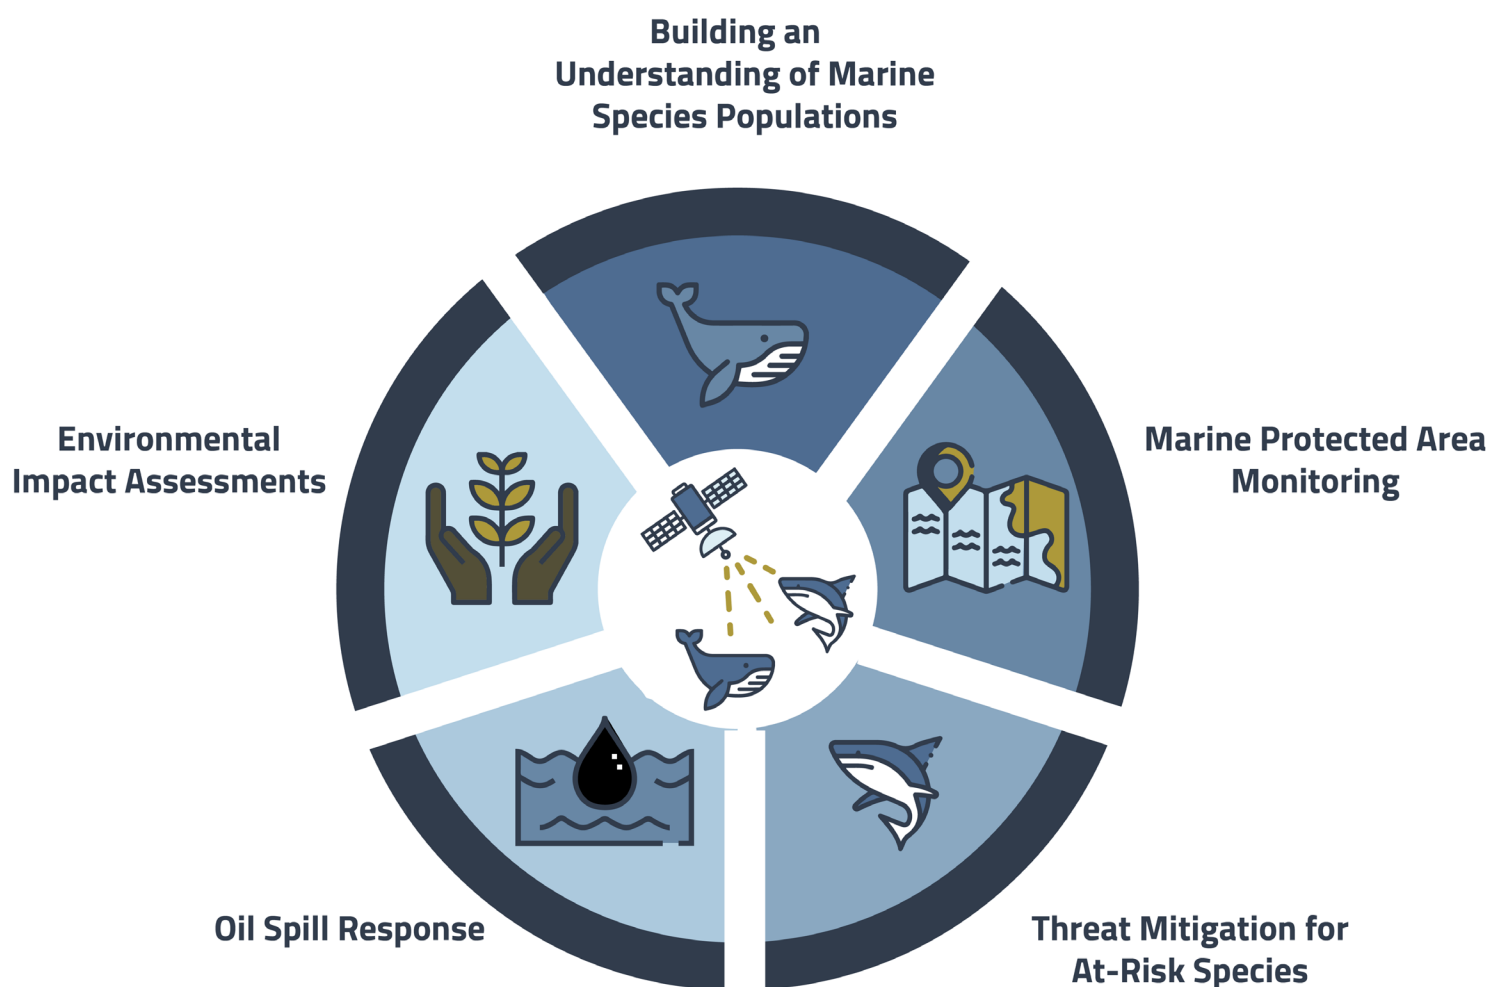 Building an
Understanding of Marine
Species Populations
Environmental
Impact Assessments
Marine Protected Area
Monitoring
Oil Spill Response
Threat Mitigation for
At-Risk Species